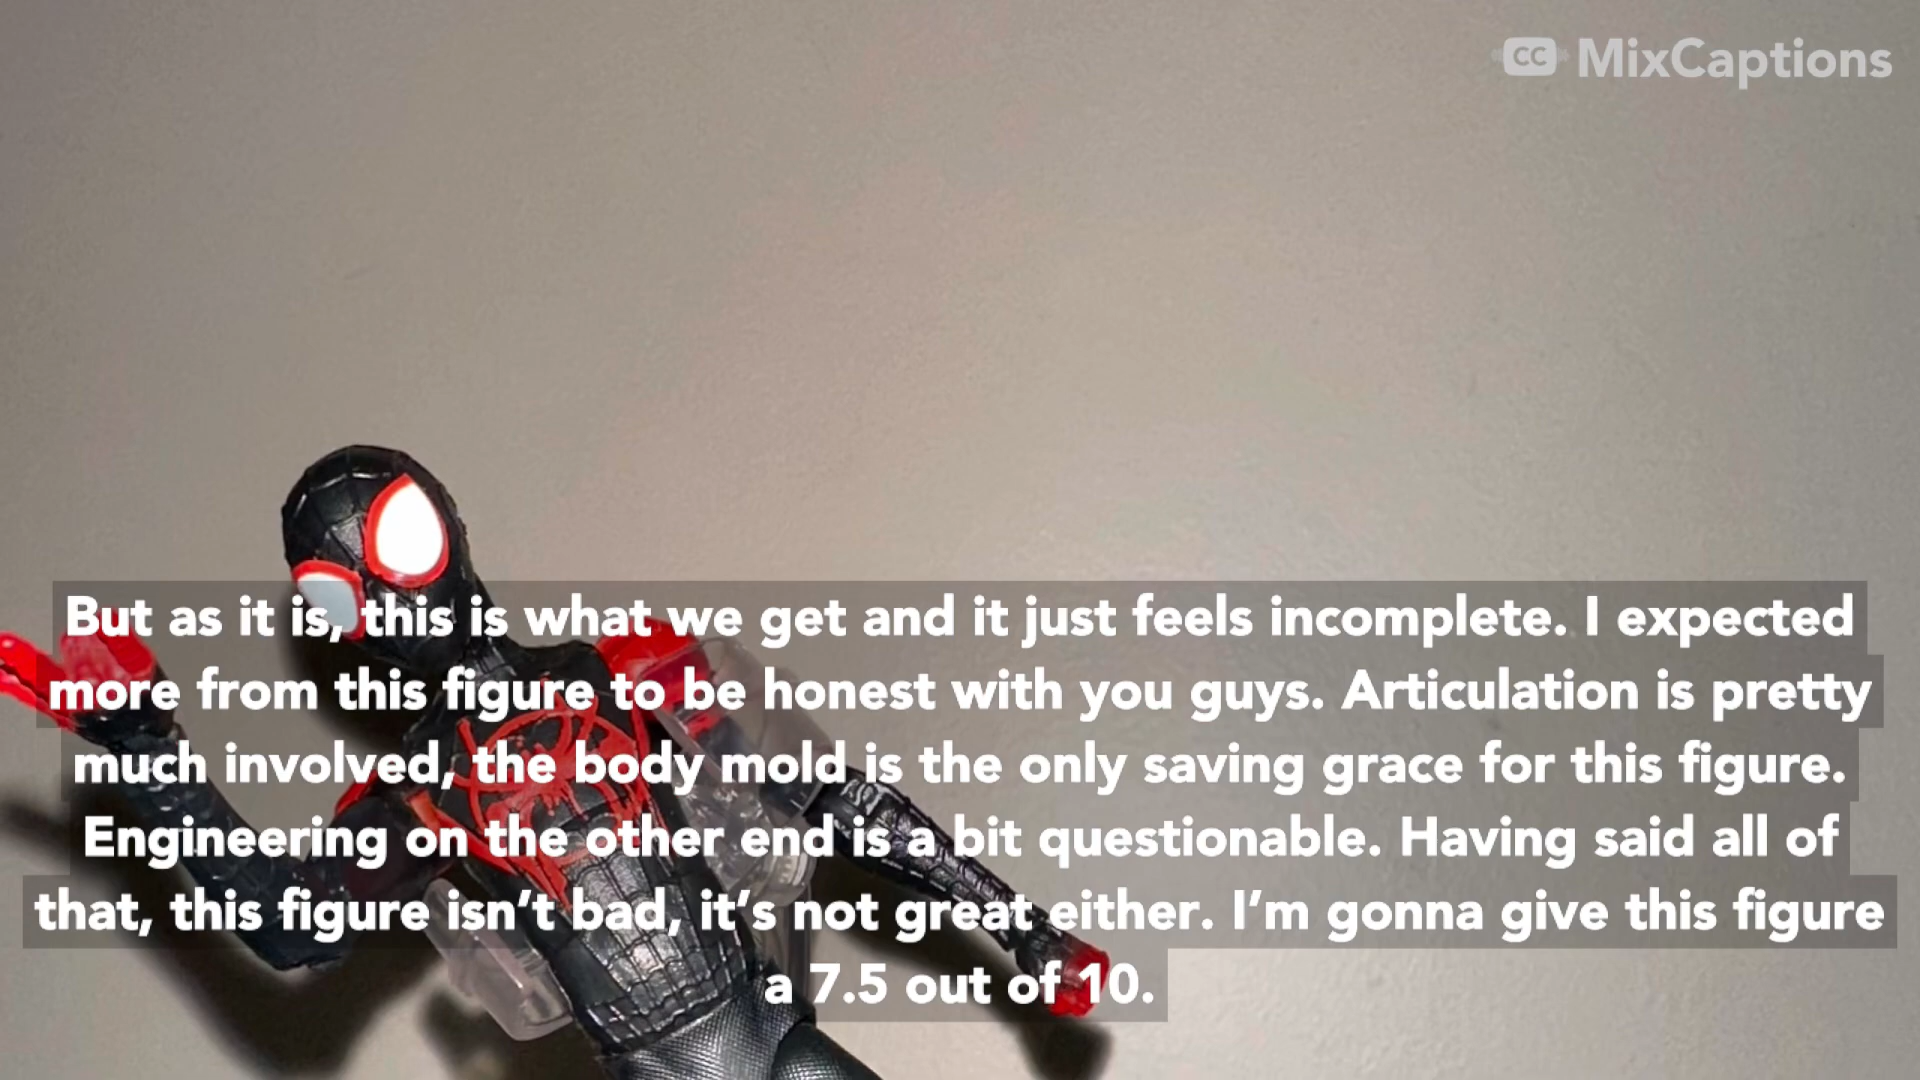 CC MixCaptions
But as it is, this is what we get and it just feels incomplete. I expected
more from this figure to be honest with you guys. Articulation is pretty
much involved, the body mold is the only saving grace for this figure.
Engineering on the other end is a bit questionable. Having said all of
that, this figure isn't bad, it's not great either. I'm gonna give this figure
a 7.5 out of 10.